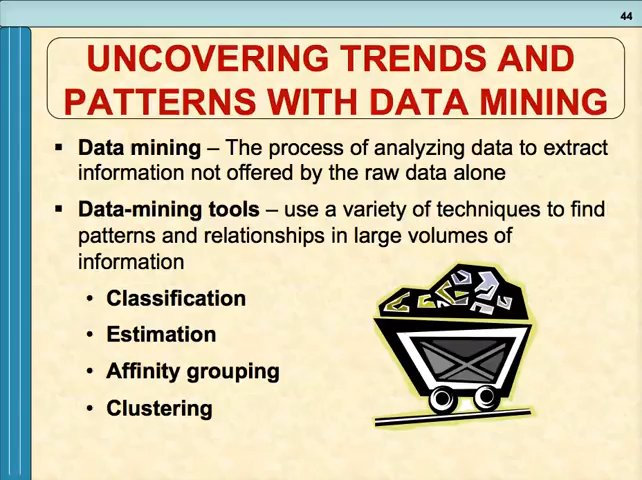 44
UNCOVERING TRENDS AND
PATTERNS WITH DATA MINING
▪ Data mining – The process of analyzing data to extract
information not offered by the raw data alone
▪ Data-mining tools – use a variety of techniques to find
patterns and relationships in large volumes of
information
• Classification
• Estimation
• Affinity grouping
• Clustering